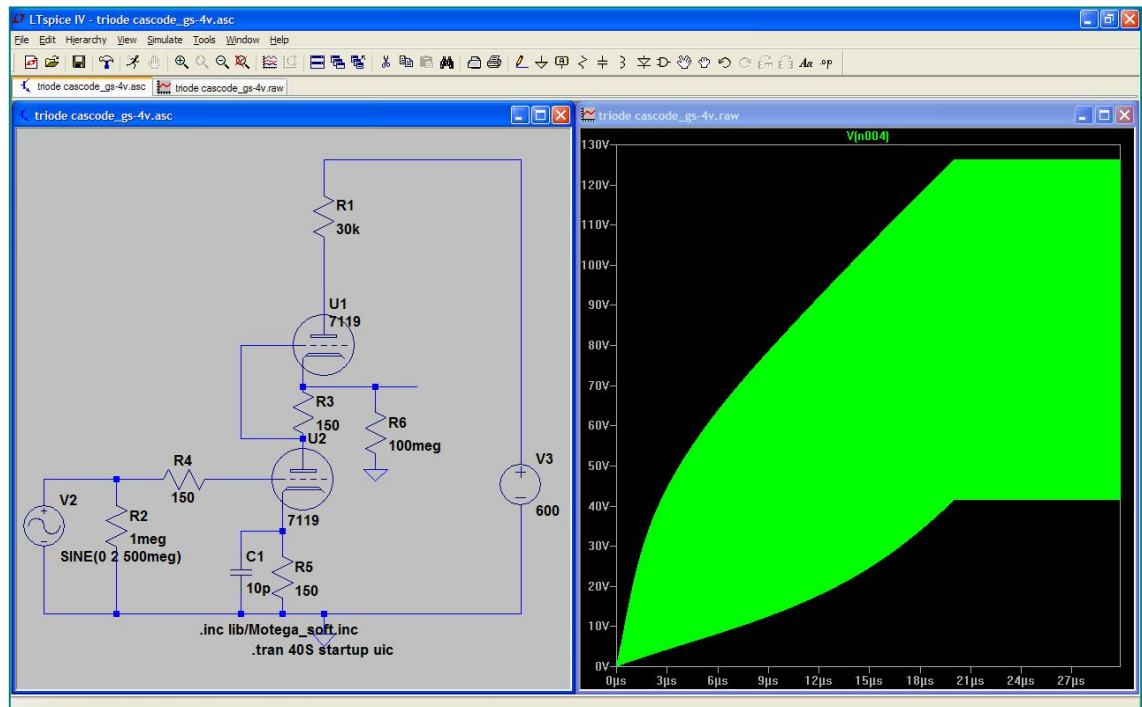 LTspice IV - triode cascode_gs-4v.asc
File Edit Hierarchy View Simulate Tools Window Help
Aa .op
triode cascode_gs-4v.asc triode cascode_gs-4v.raw
triode cascode_gs-4v.asc
R1
30k
U1
7119
R3
150
R6
100meg
U2
R4
150
7119
V2
R2
1meg
SINE(0 2 500meg)
C1
10p
R5
150
V3
600
.inc lib/Motega_soft.inc
.tran 40S startup uic
triode cascode_gs-4v.raw
V(n004)
130V
120V
110V
100V
90V
80V
70V
60V
50V
40V
30V
20V
10V
0V
0µs 3µs 6µs 9µs 12µs 15µs 18µs 21µs 24µs 27µs